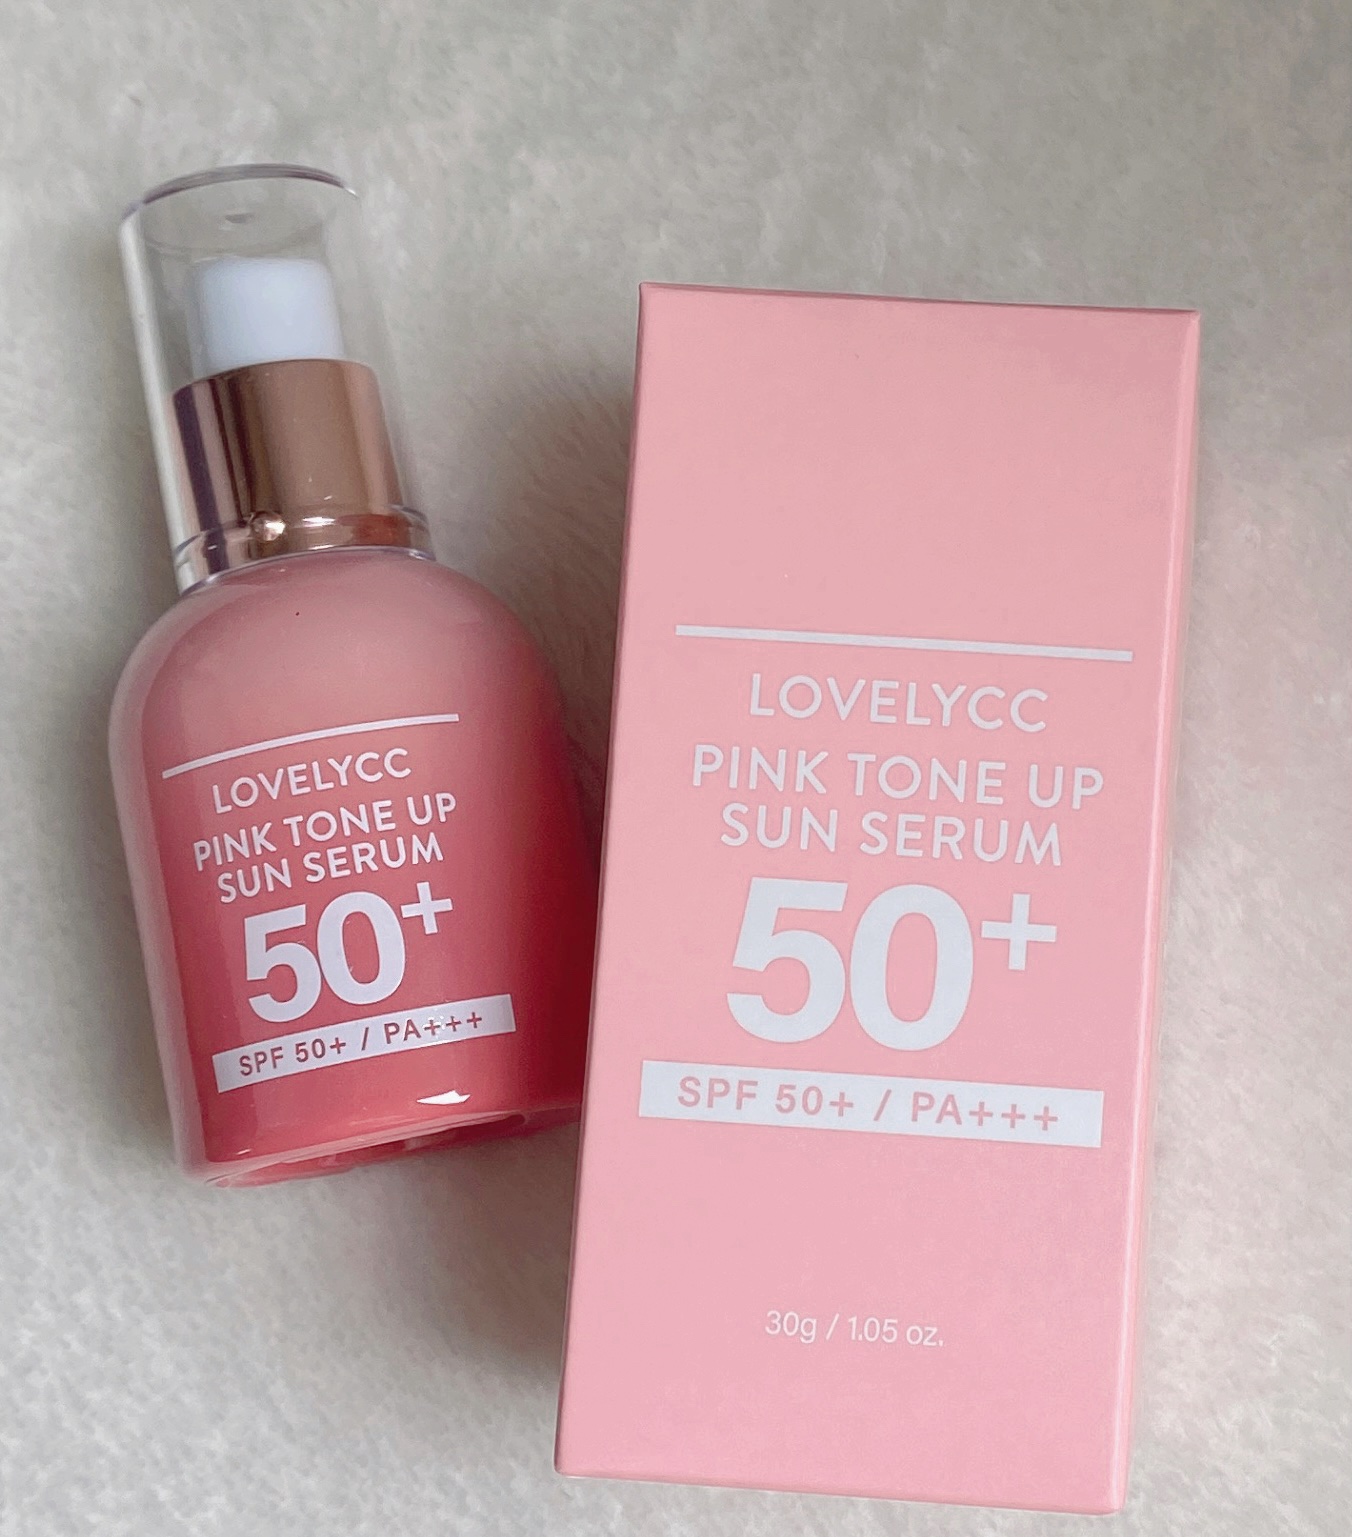 LOVELYCC
PINK TONE UP
SUN SERUM
50+
SPF 50+ / PA+++
LOVELYCC
PINK TONE UP
SUN SERUM
50+
SPF 50+ / PA+++
30g / 1.05 oz.